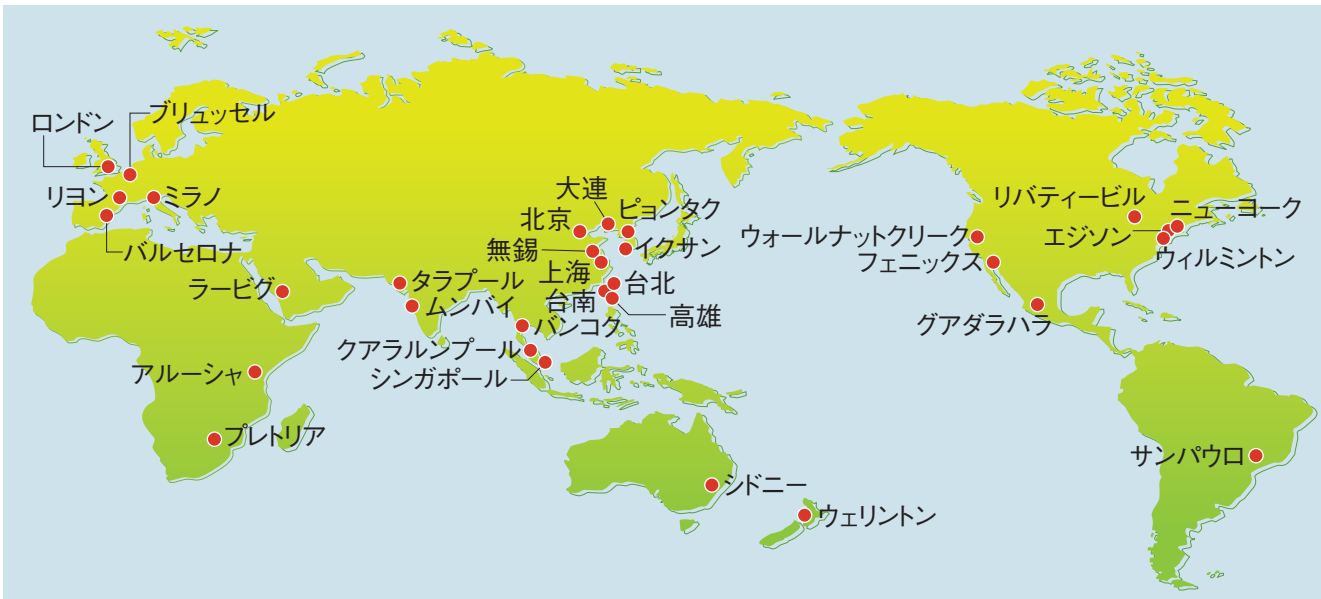 ロンドン
ブリュッセル
リヨン
ミラノ
バルセロナ
ラービグ
アルーシャ
プレトリア
タラプール
ムンバイ
大連
北京
ピョンタク
無錫
イクサン
上海
台北
台南
高雄
バンコク
クアラルンプール
シンガポール
シドニー
ウェリントン
リバティービル
ニューヨーク
ウォールナットクリーク
エジソン
フェニックス
ウィルミントン
グアダラハラ
サンパウロ